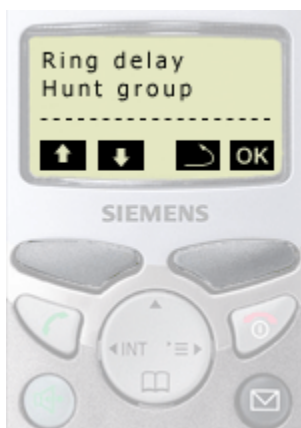 Ring delay
Hunt group
OK
SIEMENS
INT